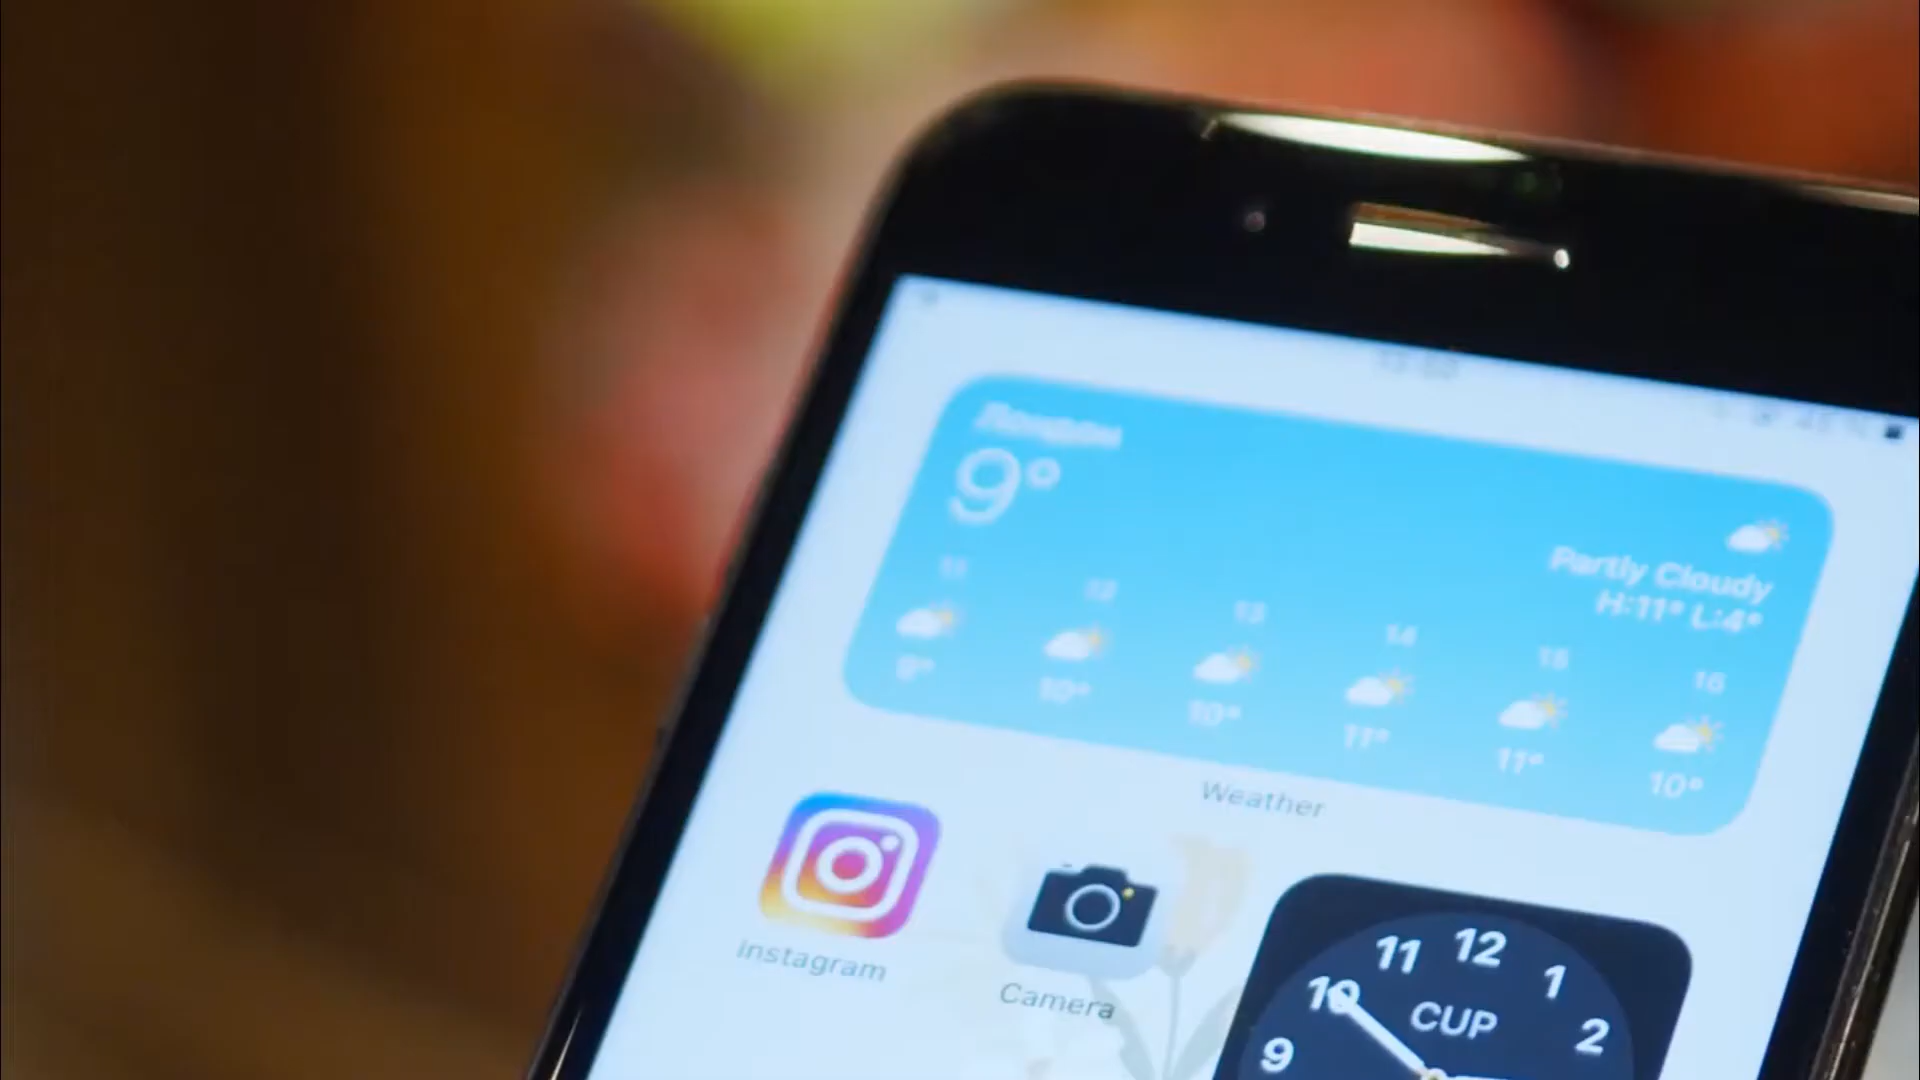 Лондон
9°
Partly Cloudy
H:11° L:4°
11 12 13 14 15 16
9° 10° 10° 11° 11° 10°
Weather
Instagram
Camera
11 12 1
10 CUP 2
9